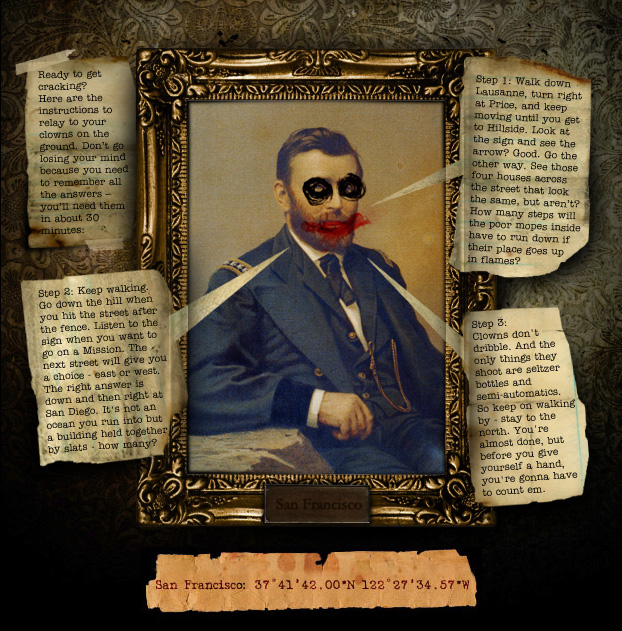 Ready to get
cracking?
Here are the
instructions to
relay to your
clowns on the
ground. Don't go
losing your mind
because you need
to remember all
the answers -
you'll need them
in about 30
minutes:
Step 1: Walk down
Lausanne, turn right
at Price, and keep
moving until you get
to Hillside. Look at
the sign and see the
arrow? Good. Go the
other way. See those
four houses across
the street that look
the same, but aren't?
How many steps will
the poor mopes inside
have to run down if
their place goes up
in flames?
Step 2: Keep walking.
Go down the hill when
you hit the street after
the fence. Listen to the
sign when you want to
go on a Mission. The
next street will give you
a choice - east or west.
The right answer is
down and then right at
San Diego. It's not an
ocean you run into but
a building held together
by slats - how many?
Step 3:
Clowns don't
dribble. And the
only things they
shoot are seltzer
bottles and
semi-automatics.
So keep on walking
by - stay to the
north. You're
almost done, but
before you give
yourself a hand,
you're gonna have
to count em.
San Francisco
San Francisco: 37°41'42.00"N 122°27'34.57"W